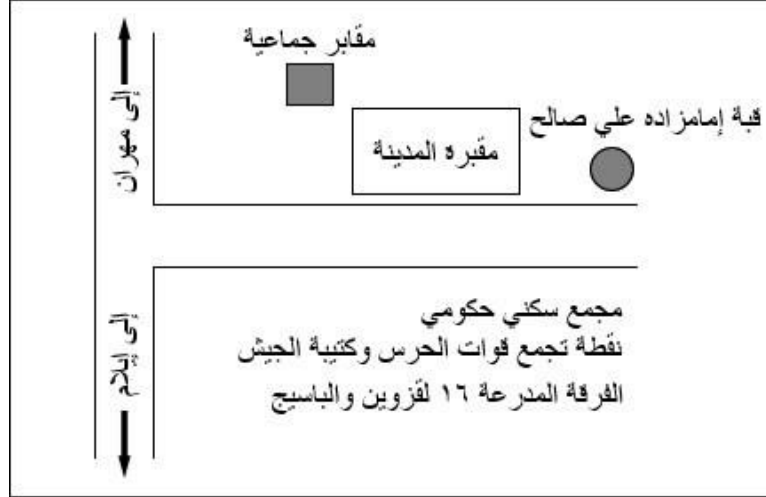 مقابر جماعية
قبة إمامزاده علي صالح
مقبره المدينة
إلى مهران
إلى إيلام
مجمع سكني حكومي
نقطة تجمع قوات الحرس وكتيبة الجيش
الفرقة المدرعة ١٦ لقزوين والباسيج